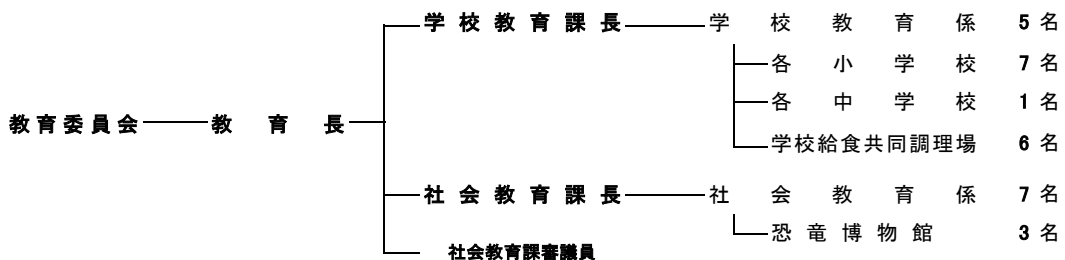 学校教育課長 学校教育係 5 名
各小学校 7 名
各中学校 1 名
教育委員会 教育長
学校給食共同調理場 6 名
社会教育課長 社会教育係 7 名
恐竜博物館 3 名
社会教育課審議員